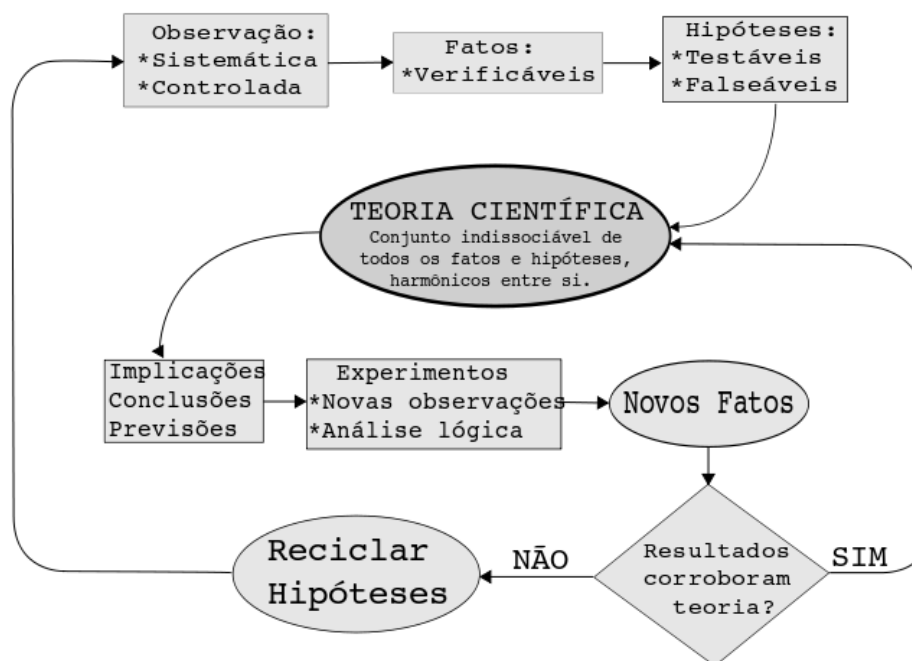 Observação:
*Sistemática
*Controlada
Fatos:
*Verificáveis
Hipóteses:
*Testáveis
*Falseáveis
TEORIA CIENTÍFICA
Conjunto indissociável de
todos os fatos e hipóteses,
harmônicos entre si.
Implicações
Conclusões
Previsões
Experimentos
*Novas observações
*Análise lógica
Novos Fatos
Resultados
corroboram
teoria?
SIM
NÃO
Reciclar
Hipóteses